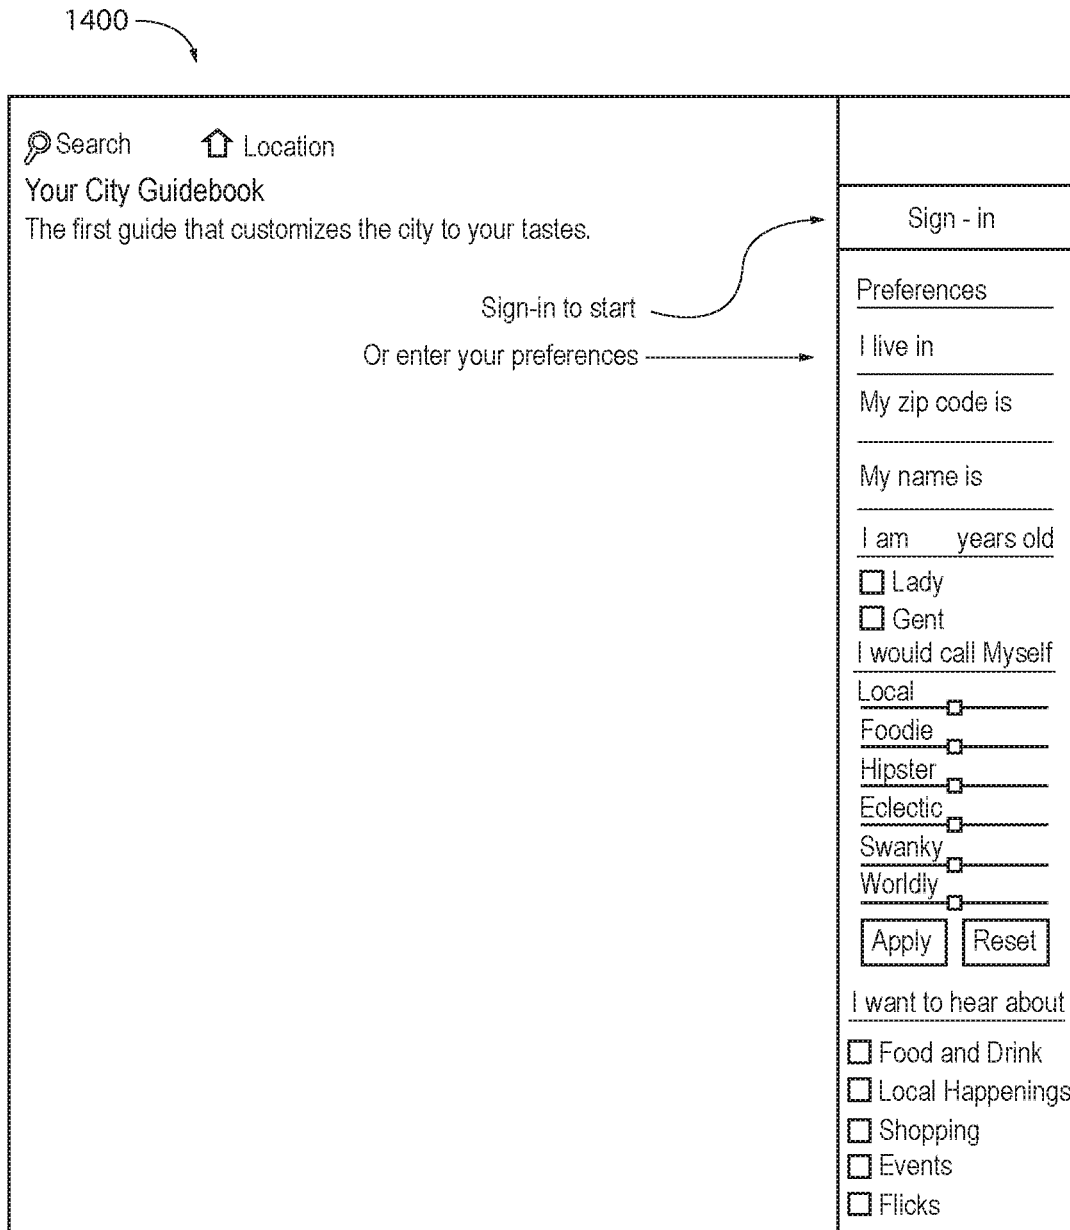 1400
Search Location
Your City Guidebook
The first guide that customizes the city to your tastes.
Sign-in to start
Or enter your preferences
Sign - in
Preferences
I live in
My zip code is
My name is
I am years old
Lady
Gent
I would call Myself
Local
Foodie
Hipster
Eclectic
Swanky
Worldly
Apply Reset
I want to hear about
Food and Drink
Local Happenings
Shopping
Events
Flicks